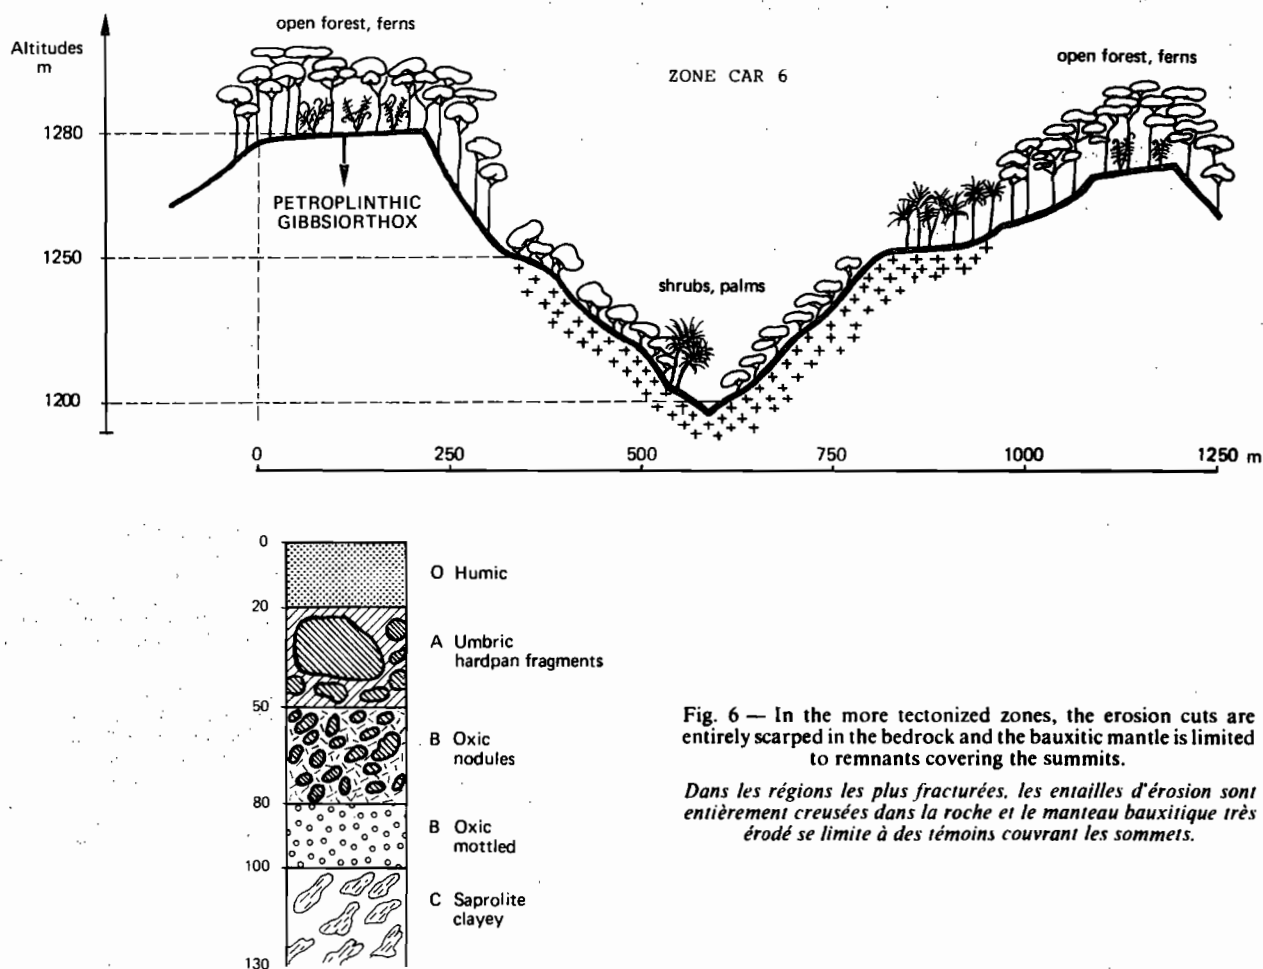 open forest, ferns
Altitudes
m
ZONE CAR 6
open forest, ferns
1280
PETROPLINTHIC
GIBBSIORTHOX
1250
shrubs, palms
1200
0 250 500 750 1000 1250 m
0
O Humic
20
A Umbric
hardpan fragments
50
B Oxic
nodules
80
B Oxic
mottled
100
C Saprolite
clayey
130
Fig. 6 — In the more tectonized zones, the erosion cuts are
entirely scarped in the bedrock and the bauxitic mantle is limited
to remnants covering the summits.
Dans les régions les plus fracturées, les entailles d'érosion sont
entièrement creusées dans la roche et le manteau bauxitique très
érodé se limite à des témoins couvrant les sommets.